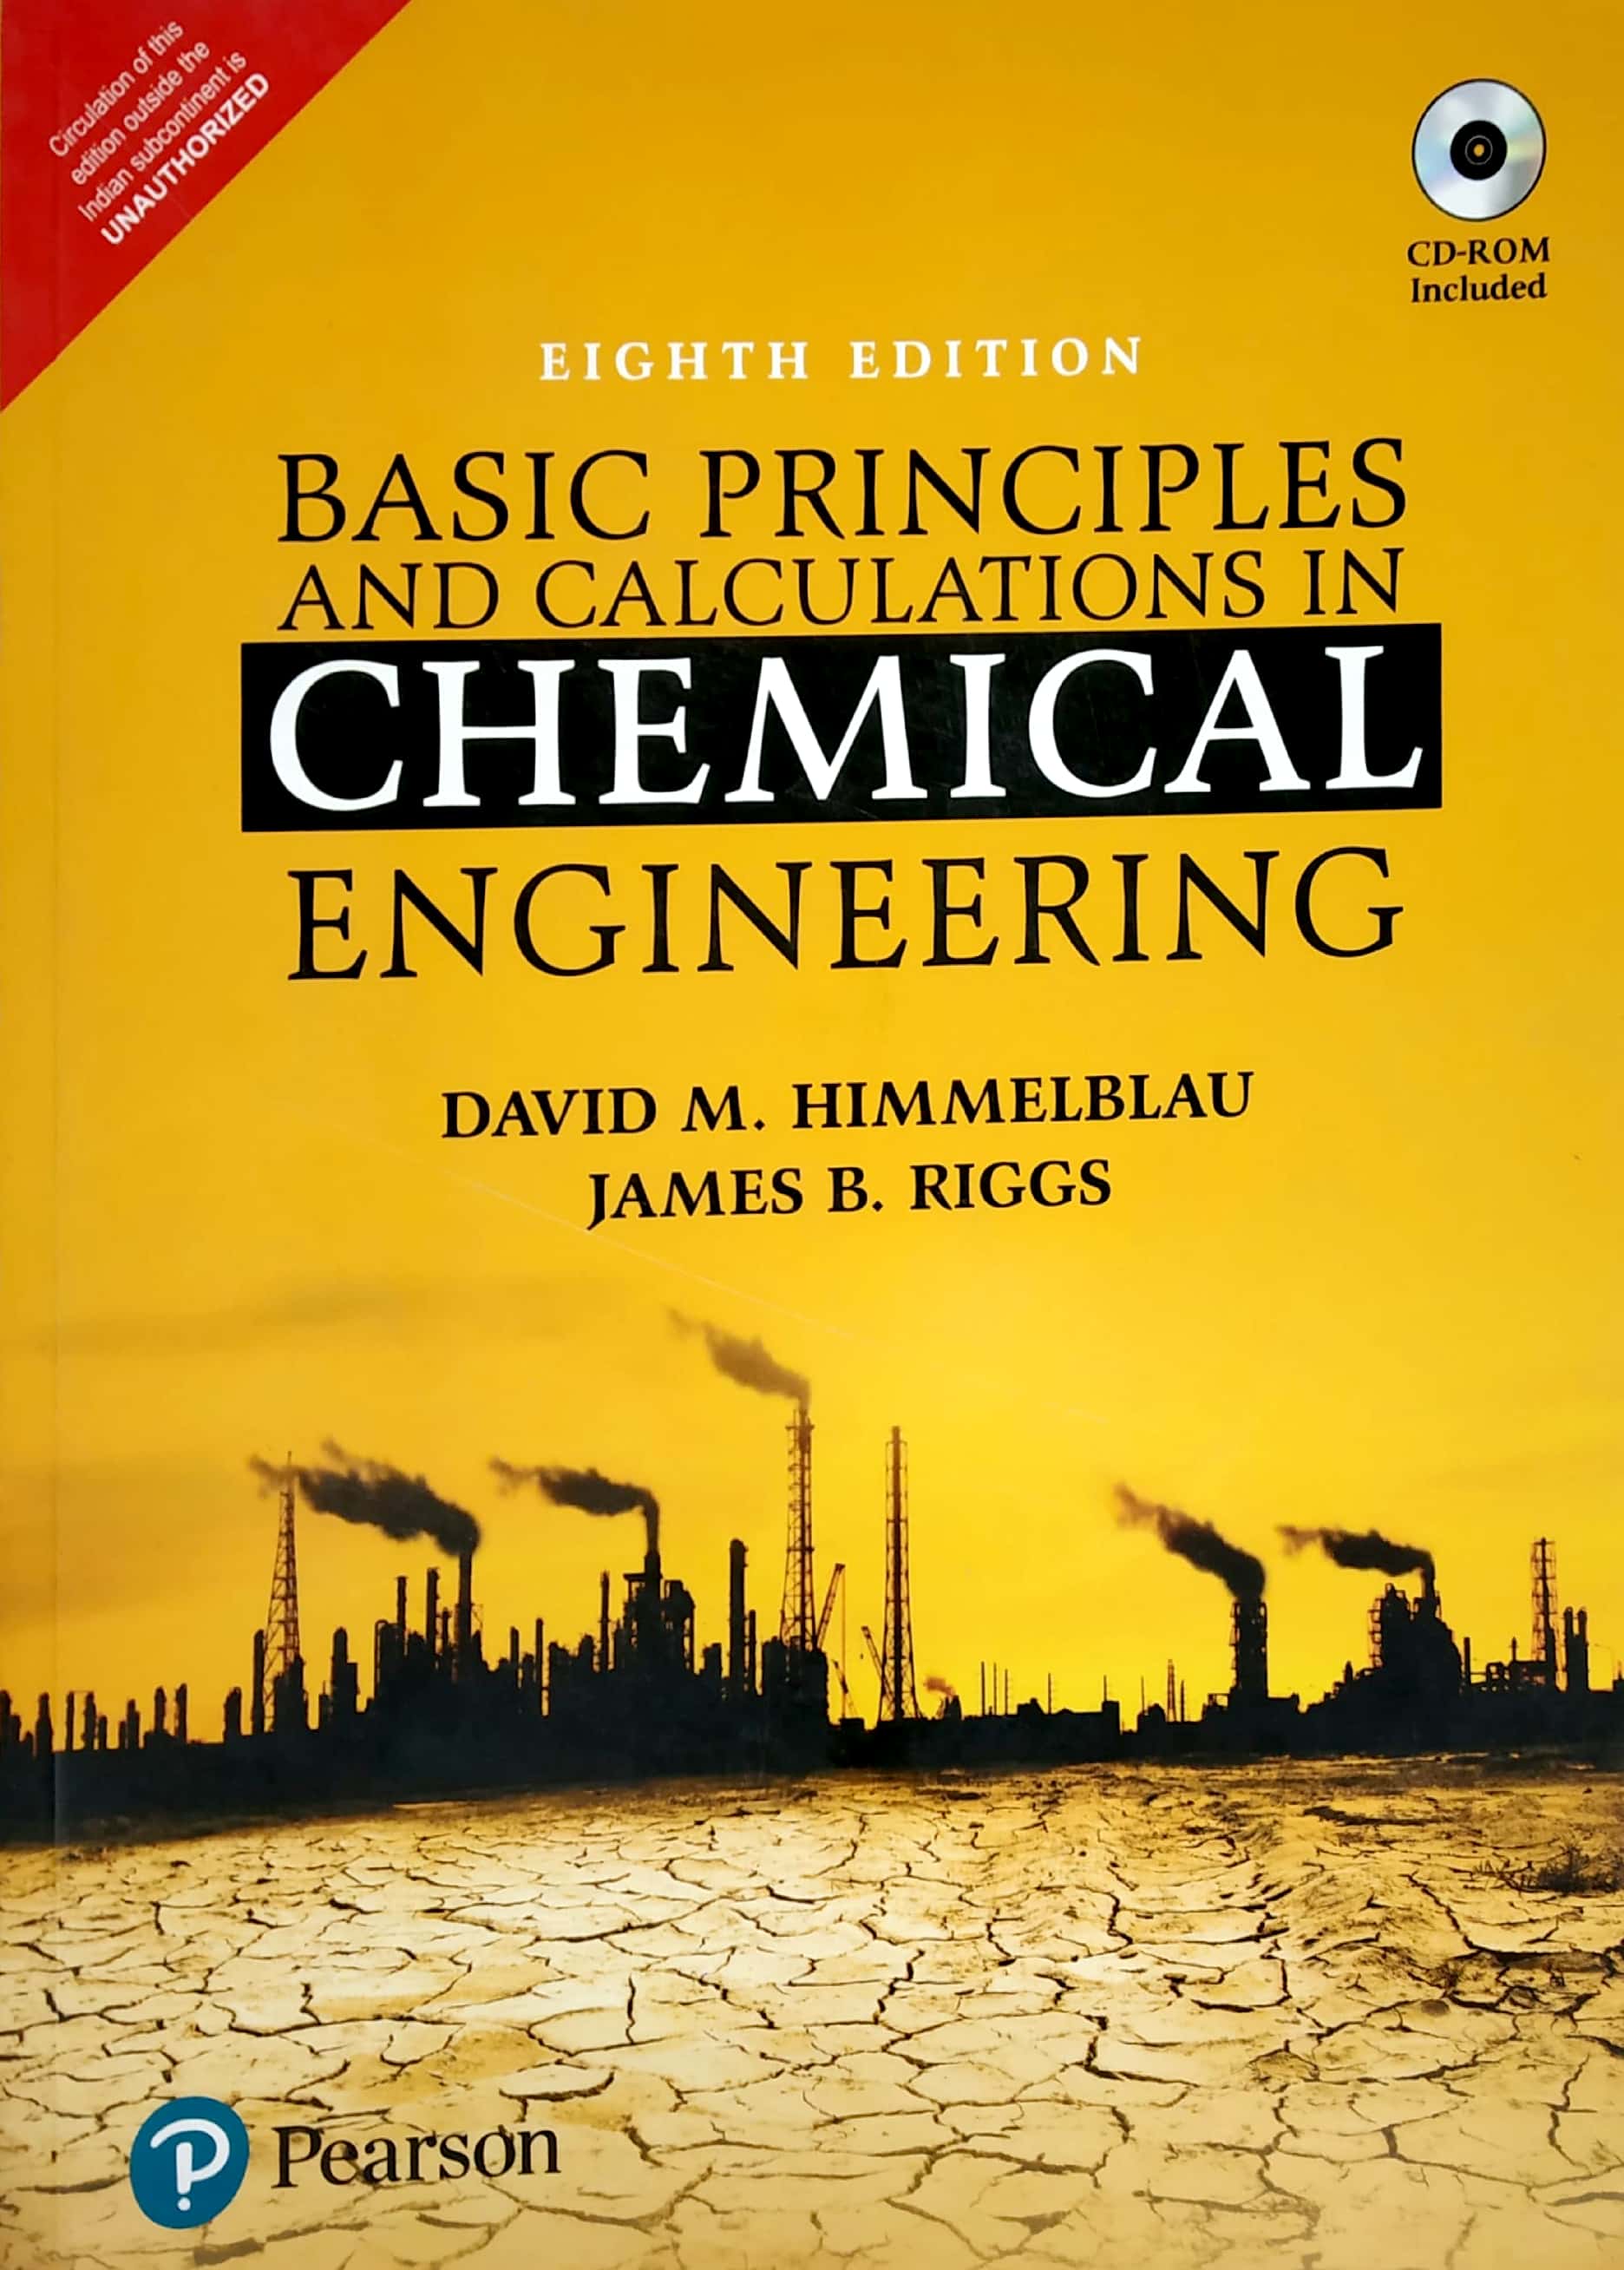 Circulation of this
edition outside the
Indian subcontinent is
UNAUTHORIZED
CD-ROM
Included
EIGHTH EDITION
BASIC PRINCIPLES
AND CALCULATIONS IN
CHEMICAL
ENGINEERING
DAVID M. HIMMELBLAU
JAMES B. RIGGS
Pearson